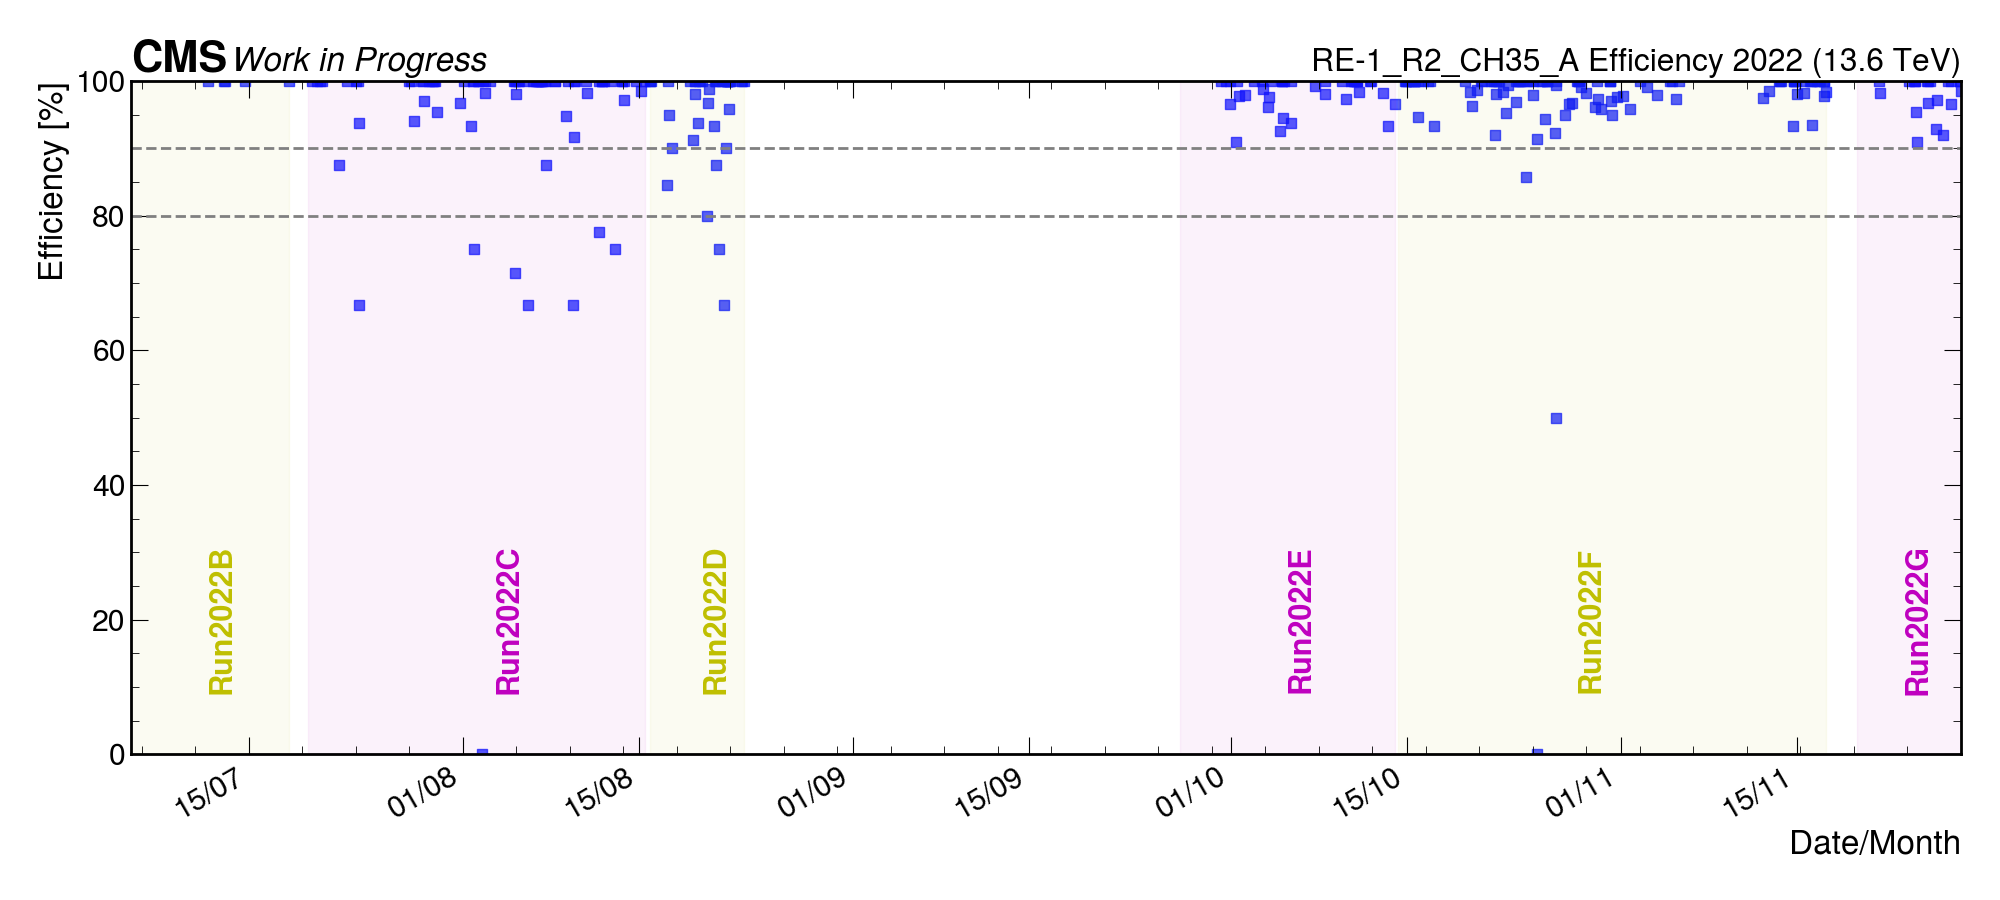 CMS Work in Progress
RE-1_R2_CH35_A Efficiency 2022 (13.6 TeV)
Efficiency [%]
100
80
60
40
20
0
Run2022B
Run2022C
Run2022D
Run2022E
Run2022F
Run2022G
15/07
01/08
15/08
01/09
15/09
01/10
15/10
01/11
15/11
Date/Month